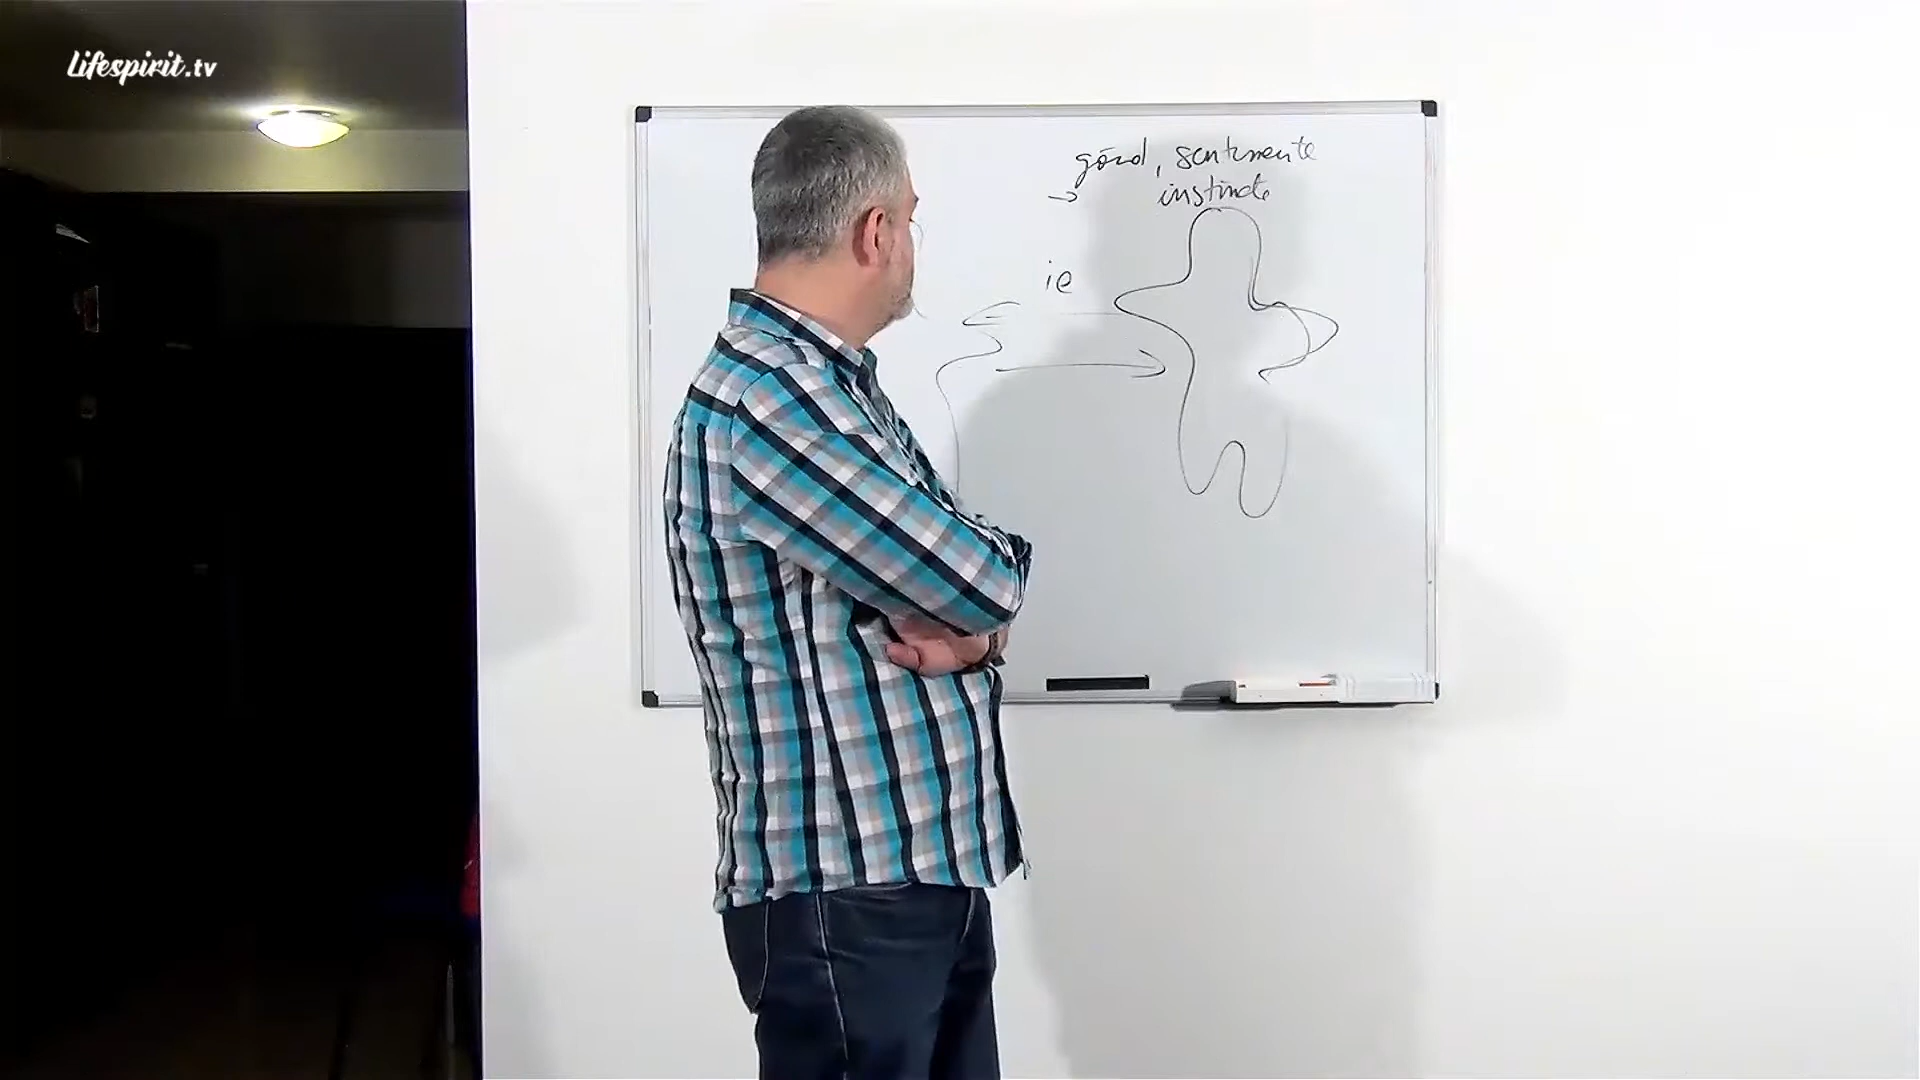 Lifespirit.tv
gând, sentimente
→ instincte
ie